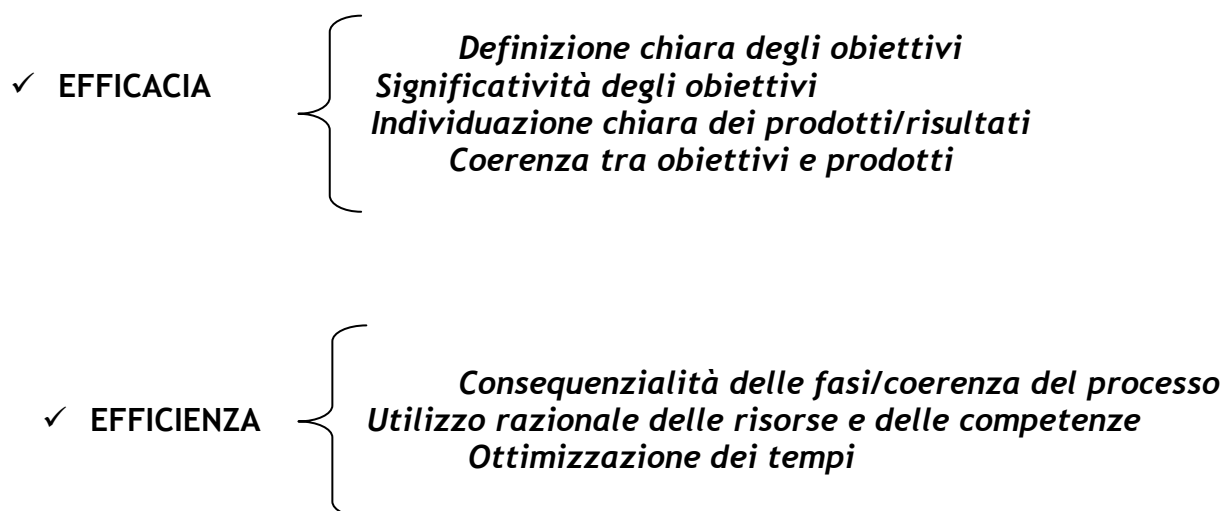 Definizione chiara degli obiettivi
✓ EFFICACIA Significatività degli obiettivi
Individuazione chiara dei prodotti/risultati
Coerenza tra obiettivi e prodotti
Consequenzialità delle fasi/coerenza del processo
✓ EFFICIENZA Utilizzo razionale delle risorse e delle competenze
Ottimizzazione dei tempi